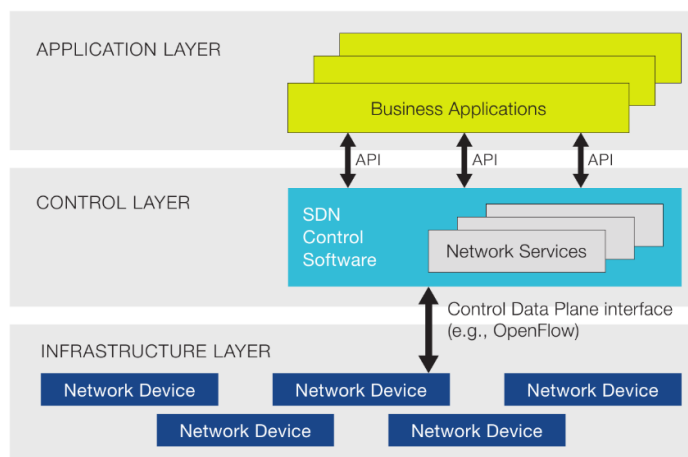 APPLICATION LAYER
Business Applications
API
API
API
CONTROL LAYER
SDN
Control
Software
Network Services
Control Data Plane interface
(e.g., OpenFlow)
INFRASTRUCTURE LAYER
Network Device
Network Device
Network Device
Network Device
Network Device